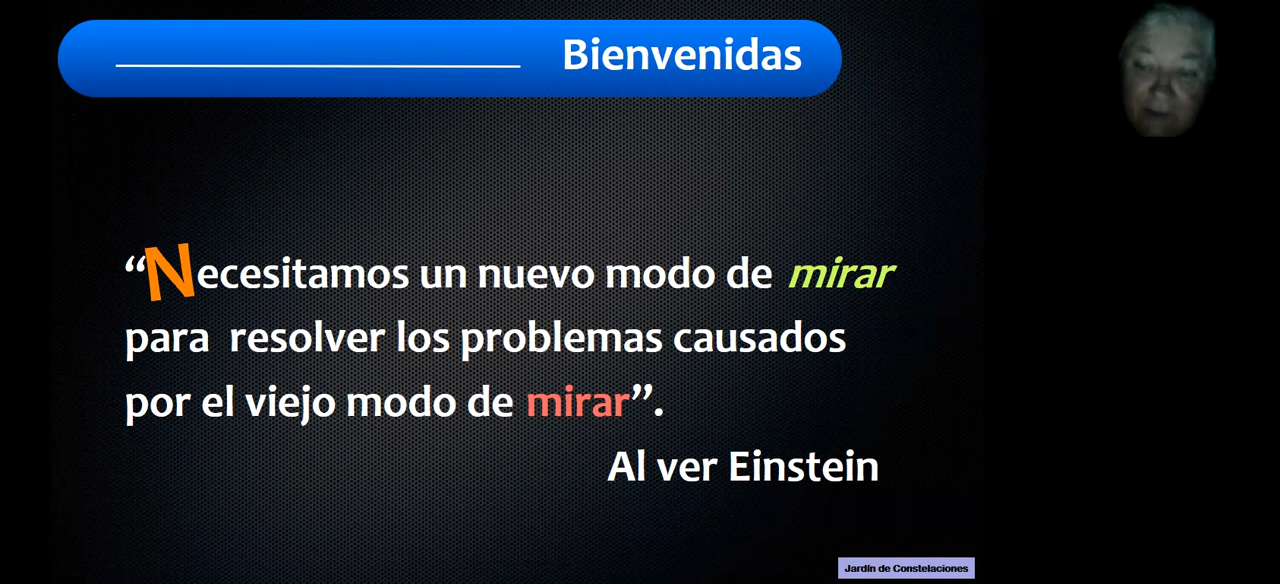 Bienvenidas
“Necesitamos un nuevo modo de mirar
para resolver los problemas causados
por el viejo modo de mirar”.
Al ver Einstein
Jardín de Constelaciones